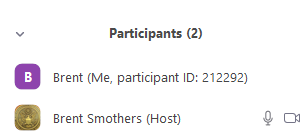 Participants (2)
B Brent (Me, participant ID: 212292)
Brent Smothers (Host)